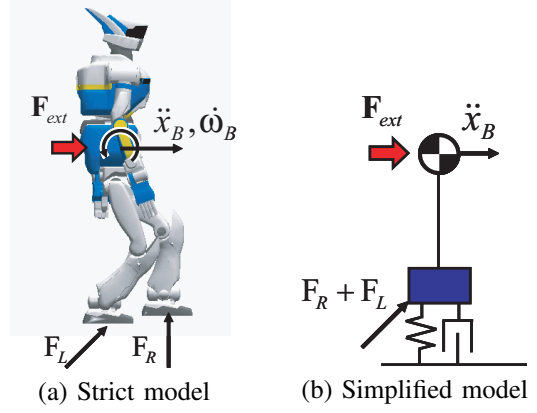 F_ext
ẍ_B, ω̇_B
F_L
F_R
(a) Strict model
F_ext
ẍ_B
F_R + F_L
(b) Simplified model